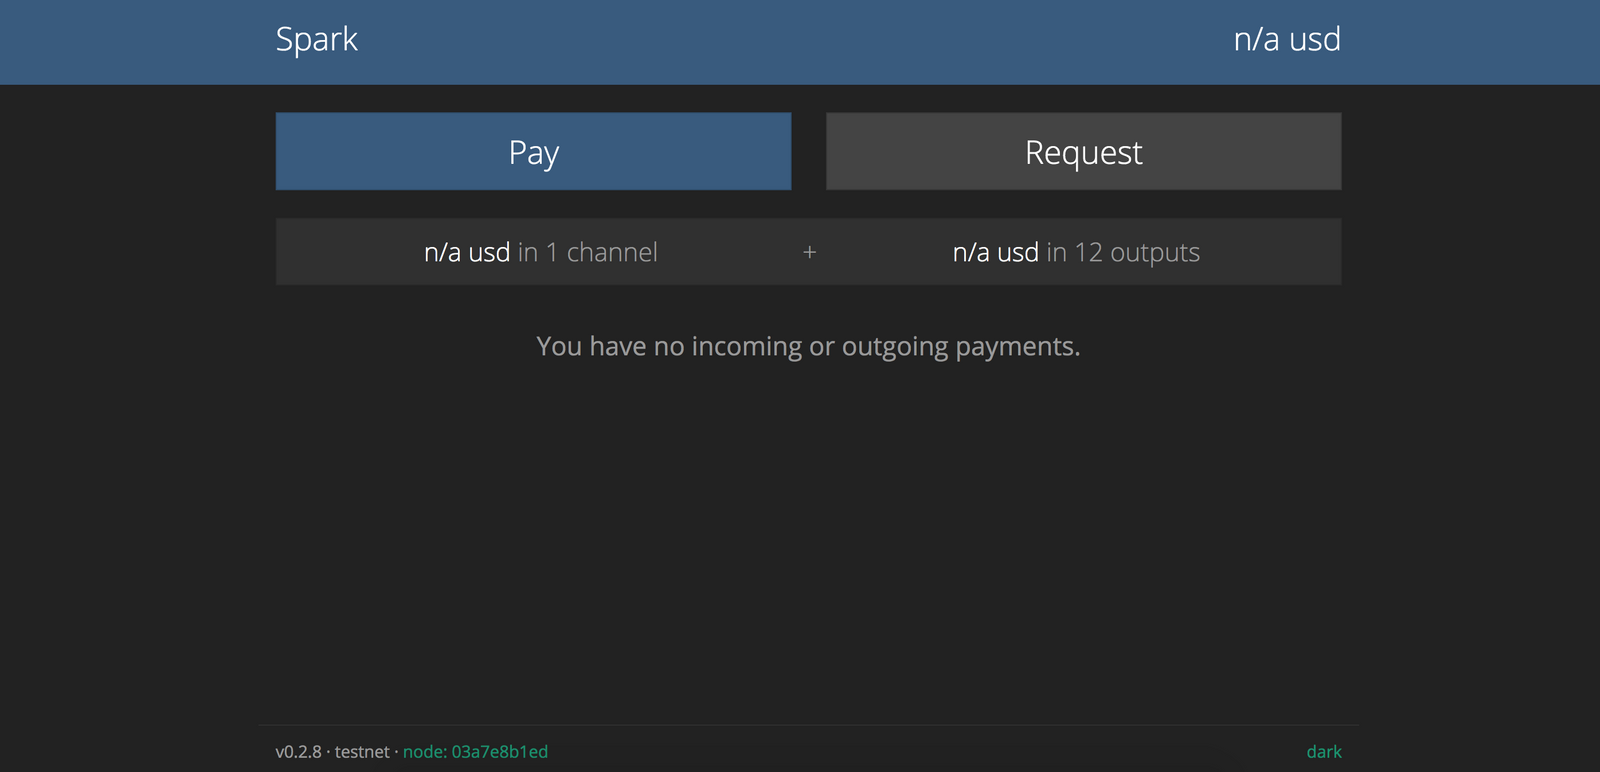 Spark n/a usd
Pay Request
n/a usd in 1 channel + n/a usd in 12 outputs
You have no incoming or outgoing payments.
v0.2.8 · testnet · node: 03a7e8b1ed dark